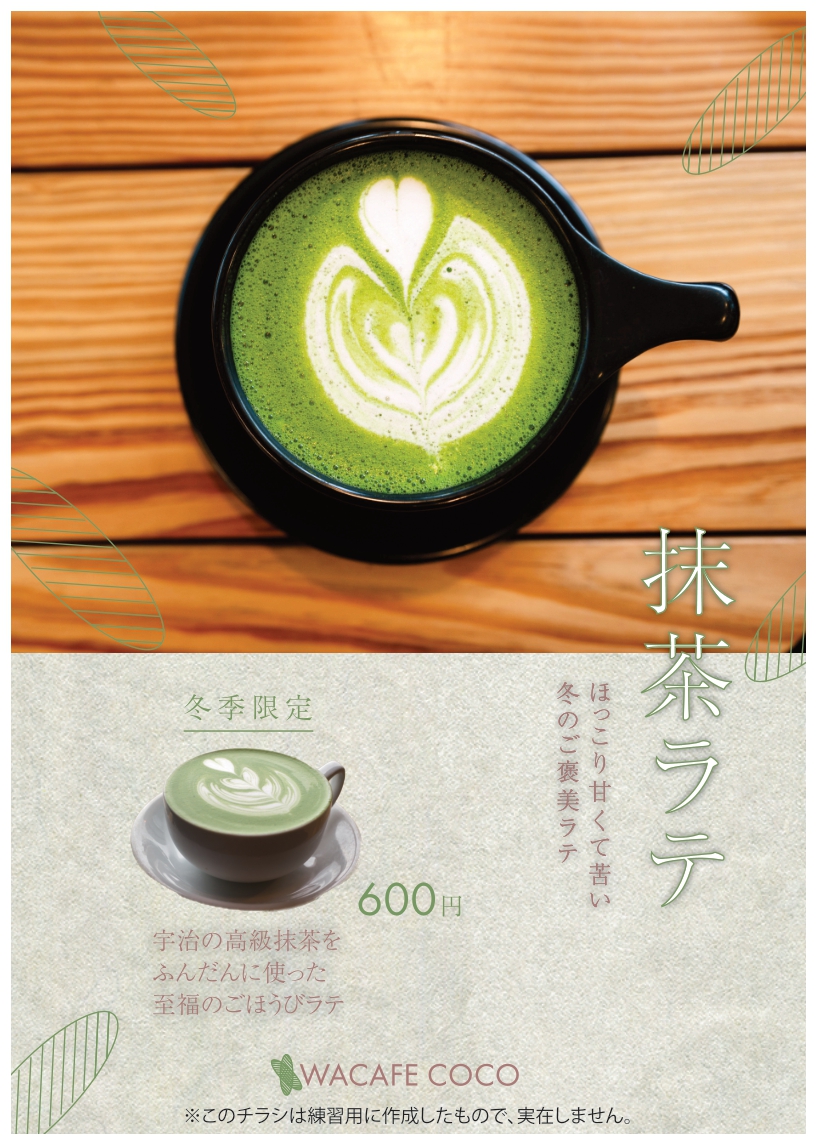 抹茶ラテ
ほっこり甘くて苦い
冬のご褒美ラテ
冬季限定
600円
宇治の高級抹茶を
ふんだんに使った
至福のごほうびラテ
WACAFE COCO
※このチラシは練習用に作成したもので、実在しません。